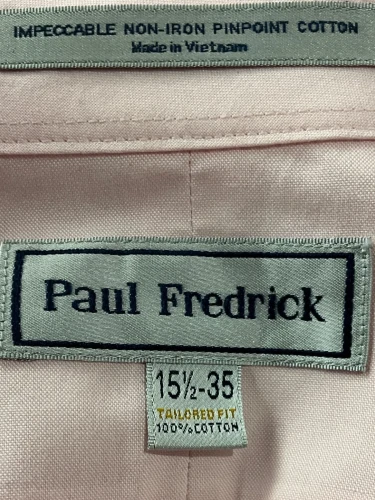 IMPECCABLE NON-IRON PINPOINT COTTON
Made in Vietnam
Paul Fredrick
15½-35
TAILORED FIT
100% COTTON